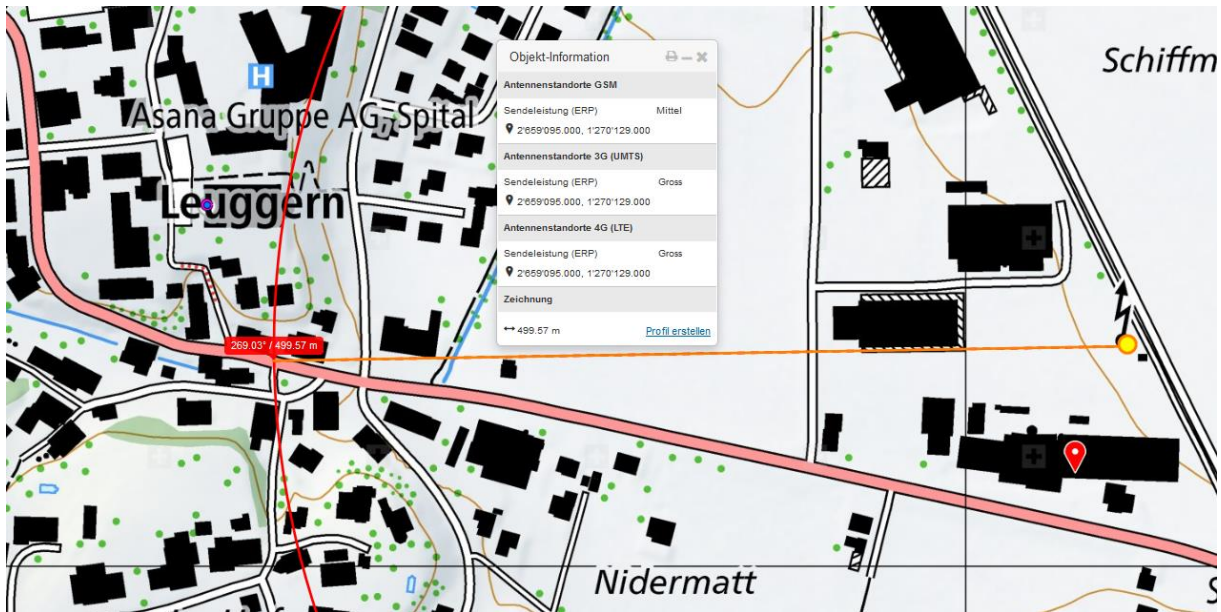 Schiffm
Objekt-Information
Antennenstandorte GSM
Sendeleistung (ERP) Mittel
2'659'095.000, 1'270'129.000
Antennenstandorte 3G (UMTS)
Sendeleistung (ERP) Gross
2'659'095.000, 1'270'129.000
Antennenstandorte 4G (LTE)
Sendeleistung (ERP) Gross
2'659'095.000, 1'270'129.000
Zeichnung
499.57 m Profil erstellen
H
Asana Gruppe AG, Spital
Leuggern
269.03° / 499.57 m
Nidermatt
S